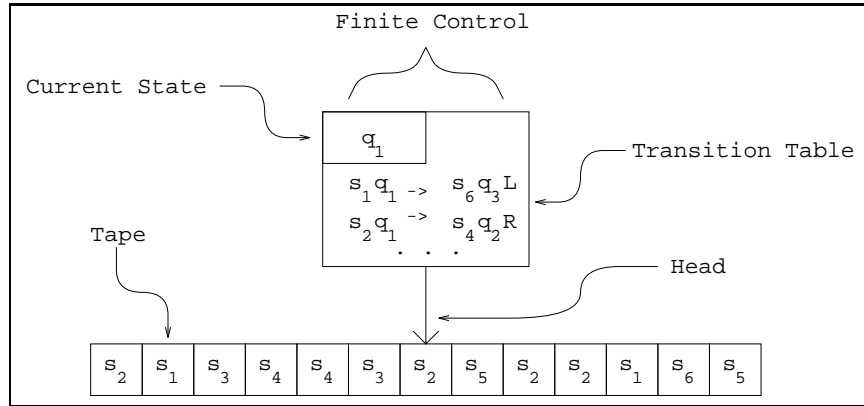 Finite Control
Current State
q1
Transition Table
s1q1 -> s6q3L
s2q1 -> s4q2R
. . .
Tape
Head
s2 s1 s3 s4 s4 s3 s2 s5 s2 s2 s1 s6 s5